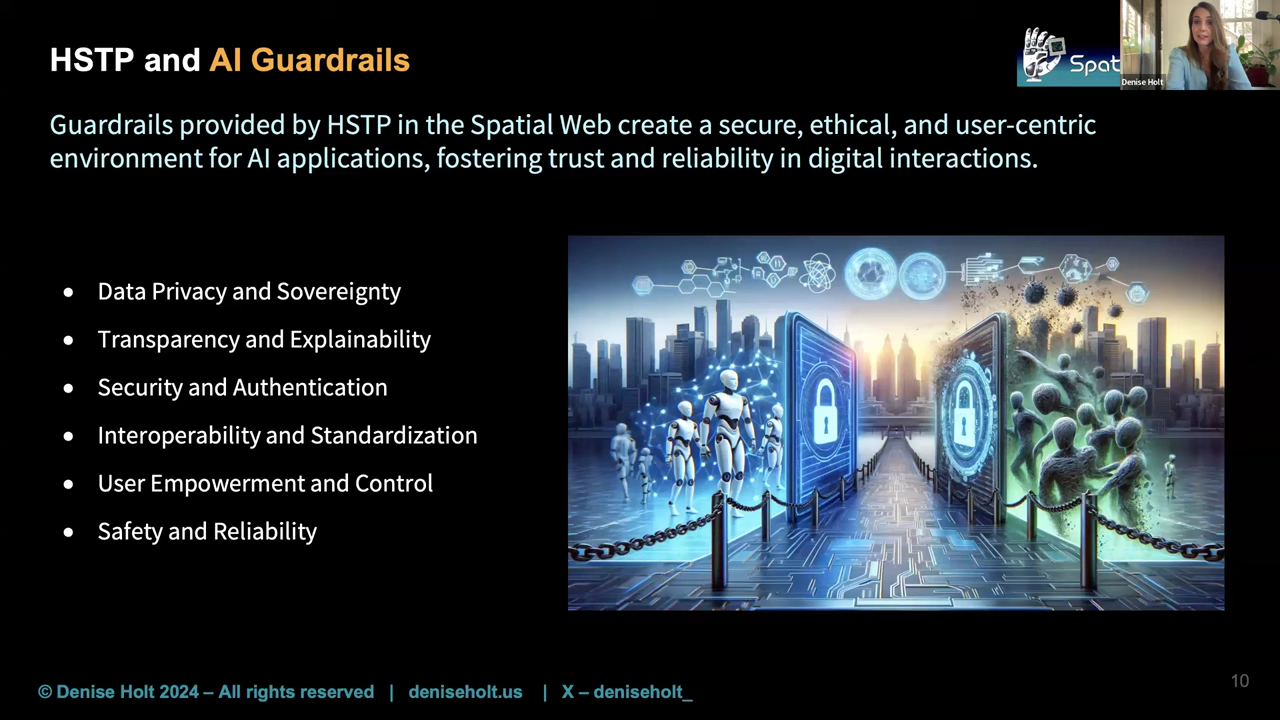 HSTP and AI Guardrails
Spat
Denise Holt
Guardrails provided by HSTP in the Spatial Web create a secure, ethical, and user-centric
environment for AI applications, fostering trust and reliability in digital interactions.
• Data Privacy and Sovereignty
• Transparency and Explainability
• Security and Authentication
• Interoperability and Standardization
• User Empowerment and Control
• Safety and Reliability
© Denise Holt 2024 – All rights reserved | deniseholt.us | X – deniseholt_
10